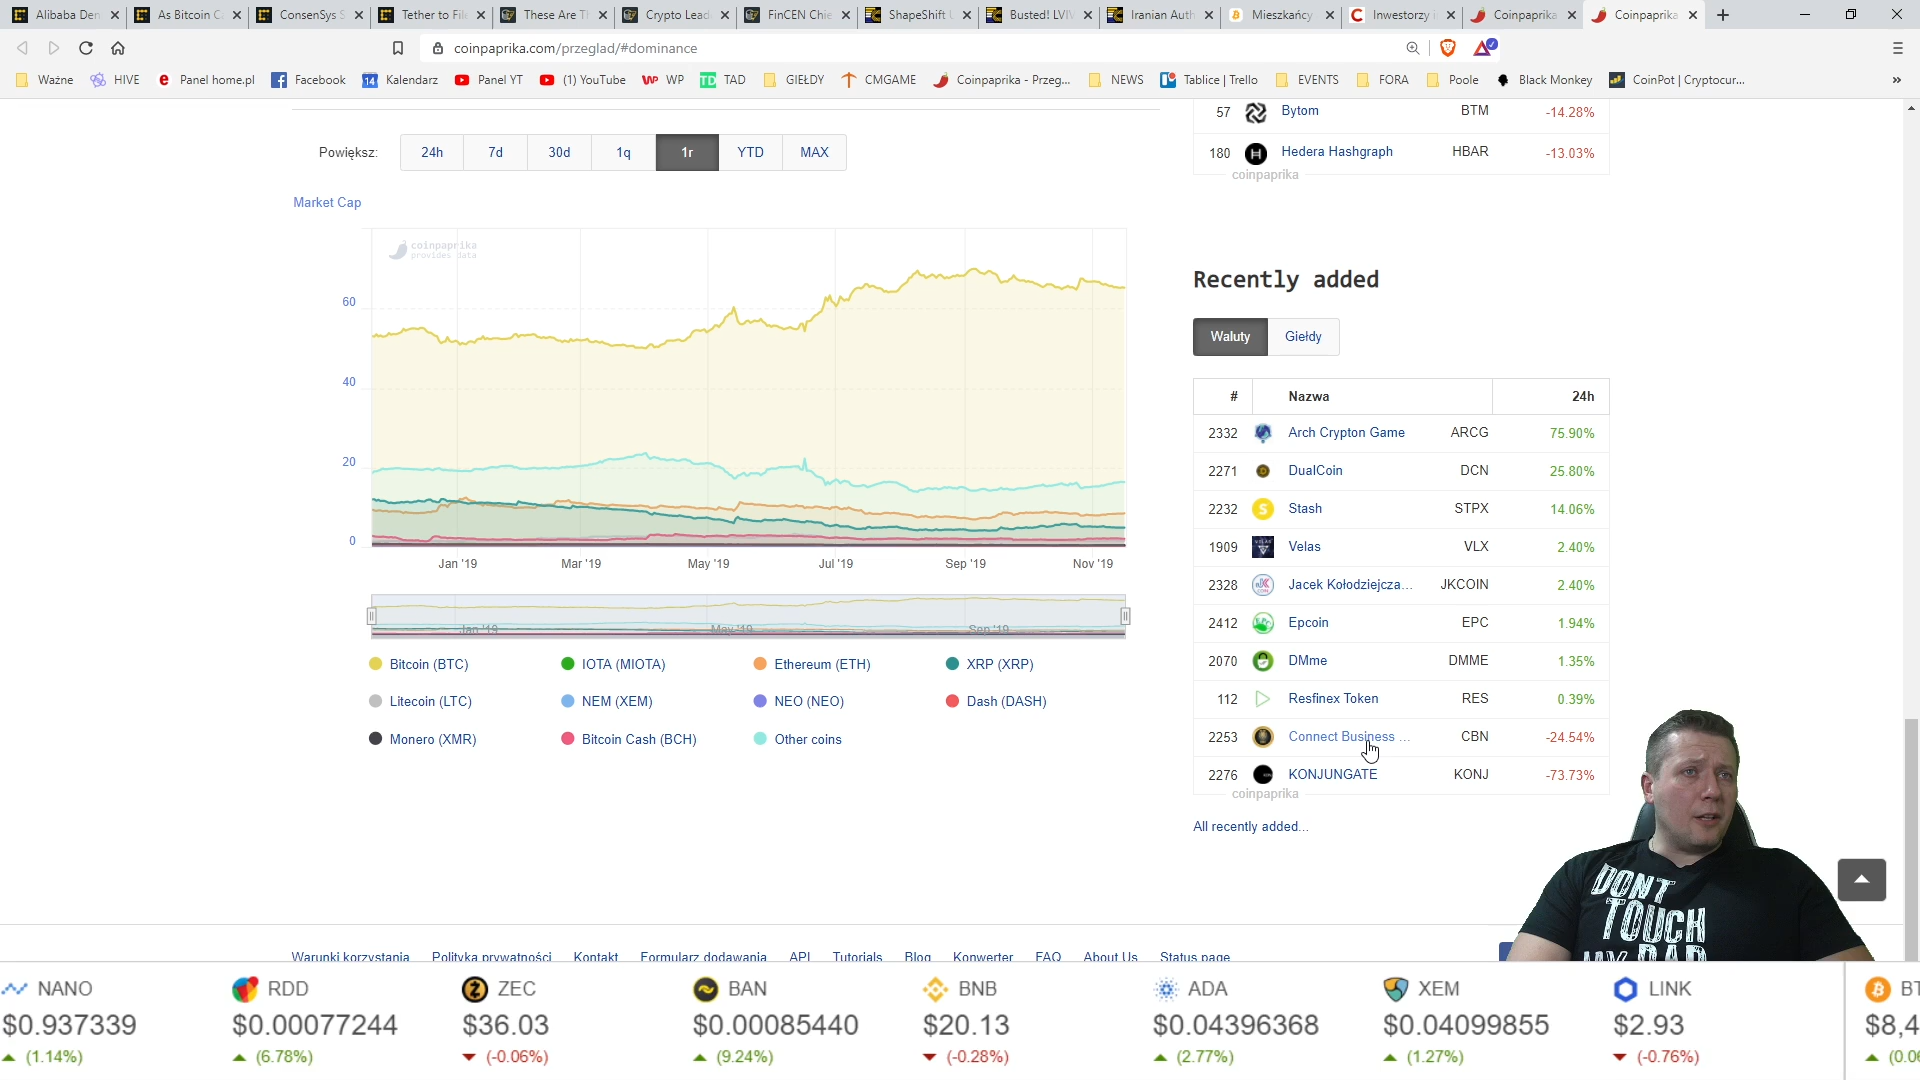 Alibaba Den
As Bitcoin C
ConsenSys S
Tether to Fil
These Are T
Crypto Lead
FinCEN Chie
ShapeShift
Busted! LVIV
Iranian Auth
Mieszkańcy
Inwestorzy i
Coinpaprika
Coinpaprika
coinpaprika.com/przeglad/#dominance
Ważne
HIVE
Panel home.pl
Facebook
Kalendarz
Panel YT
(1) YouTube
WP
TAD
GIEŁDY
CMGAME
Coinpaprika - Przeg...
NEWS
Tablice | Trello
EVENTS
FORA
Poole
Black Monkey
CoinPot | Cryptocur...
57 Bytom BTM -14.28%
180 Hedera Hashgraph HBAR -13.03%
coinpaprika
Powiększ: 24h 7d 30d 1q 1r YTD MAX
Market Cap
coinpaprika
provides data
60
40
20
0
Jan '19 Mar '19 May '19 Jul '19 Sep '19 Nov '19
Jan '19 May '19 Sep '19
Bitcoin (BTC) IOTA (MIOTA) Ethereum (ETH) XRP (XRP)
Litecoin (LTC) NEM (XEM) NEO (NEO) Dash (DASH)
Monero (XMR) Bitcoin Cash (BCH) Other coins
Recently added
Waluty Giełdy
# Nazwa 24h
2332 Arch Crypton Game ARCG 75.90%
2271 DualCoin DCN 25.80%
2232 Stash STPX 14.06%
1909 Velas VLX 2.40%
2328 Jacek Kołodziejcza... JKCOIN 2.40%
2412 Epcoin EPC 1.94%
2070 DMme DMME 1.35%
112 Resfinex Token RES 0.39%
2253 Connect Business ... CBN -24.54%
2276 KONJUNGATE KONJ -73.73%
coinpaprika
All recently added...
DONT
TOUCH
MY
Warunki korzystania Polityka prywatności Kontakt Formularz dodawania API Tutorials Blog Konwerter FAQ About Us Status page
NANO
$0.937339
(1.14%)
RDD
$0.00077244
(6.78%)
ZEC
$36.03
(-0.06%)
BAN
$0.00085440
(9.24%)
BNB
$20.13
(-0.28%)
ADA
$0.04396368
(2.77%)
XEM
$0.04099855
(1.27%)
LINK
$2.93
(-0.76%)
BT
$8,4
(0.0